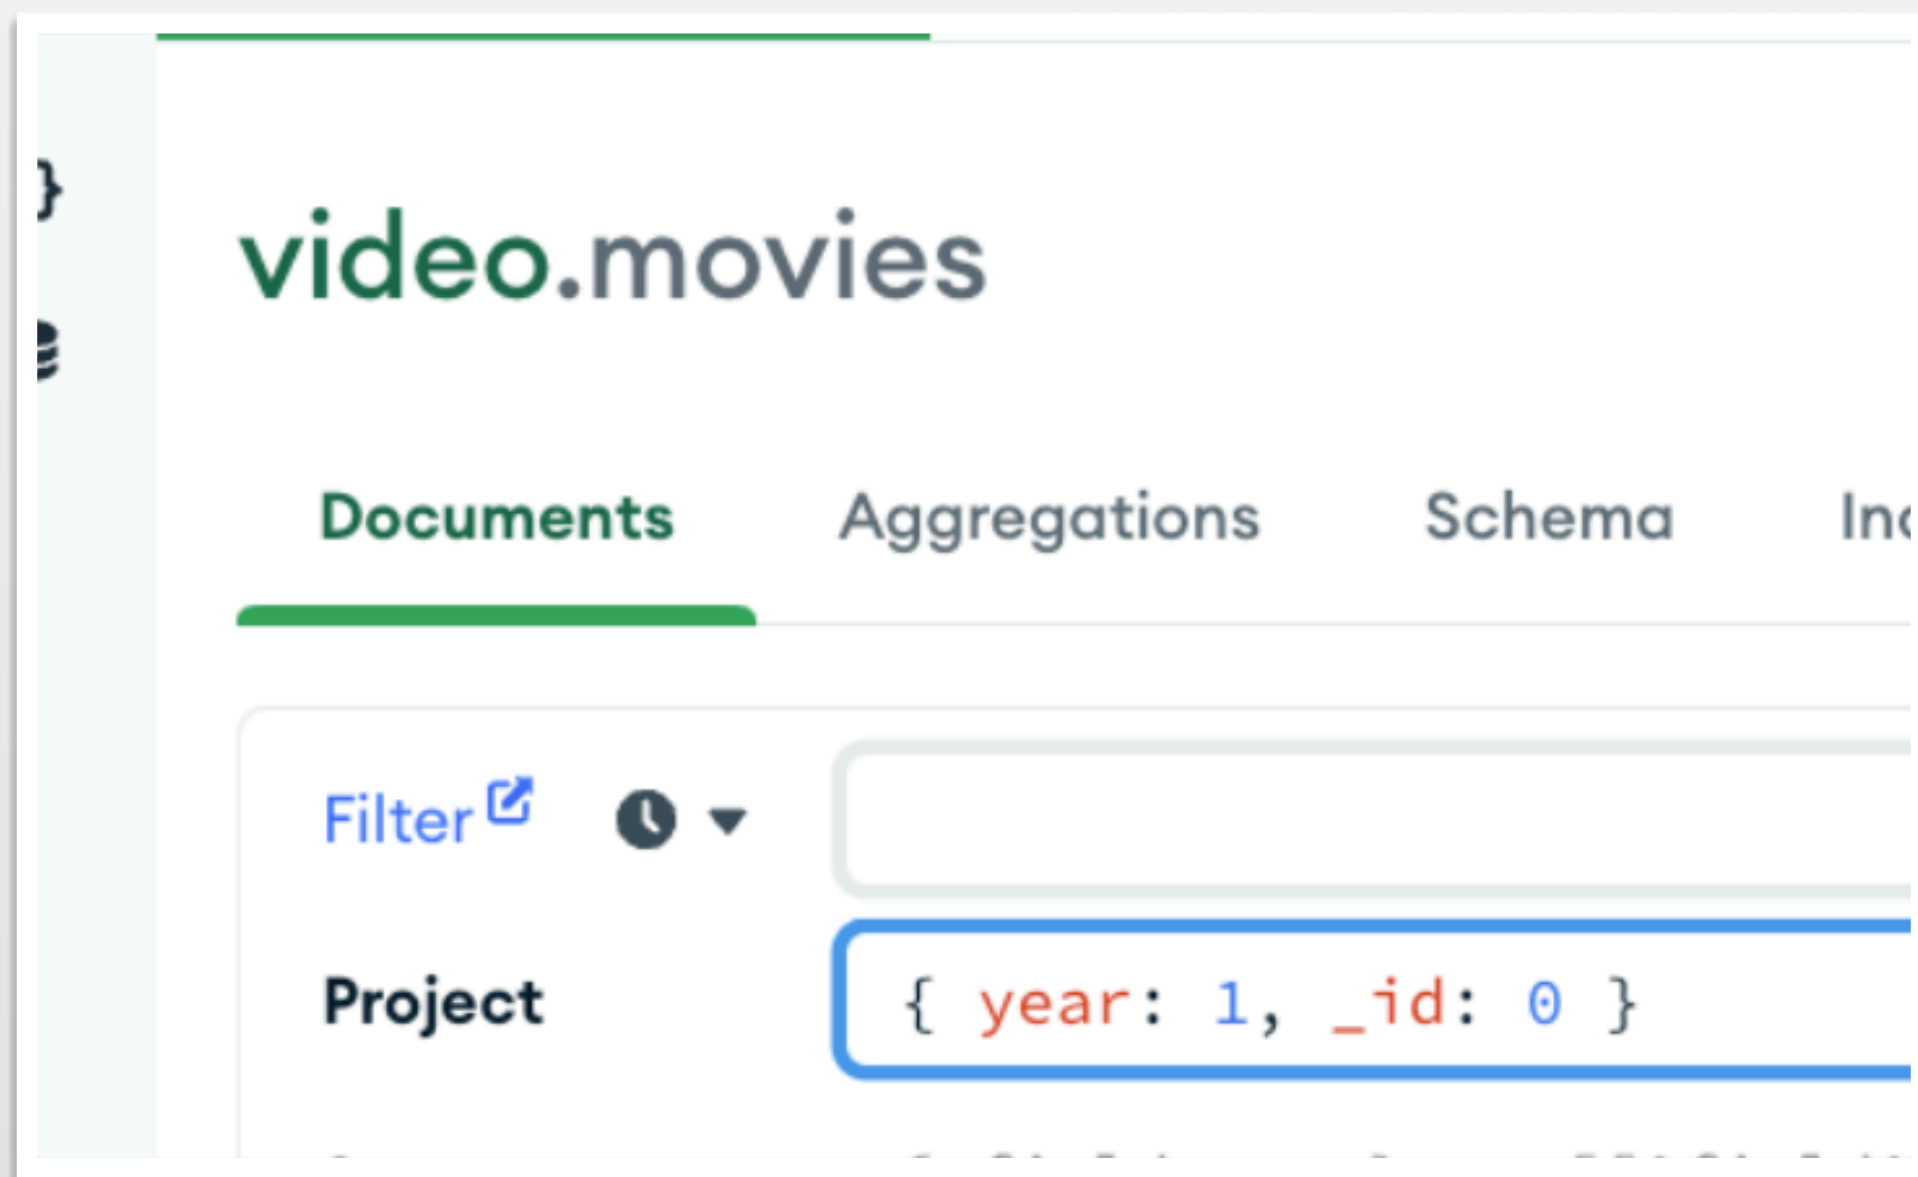 }
video.movies
Documents Aggregations Schema
Filter
Project { year: 1, _id: 0 }